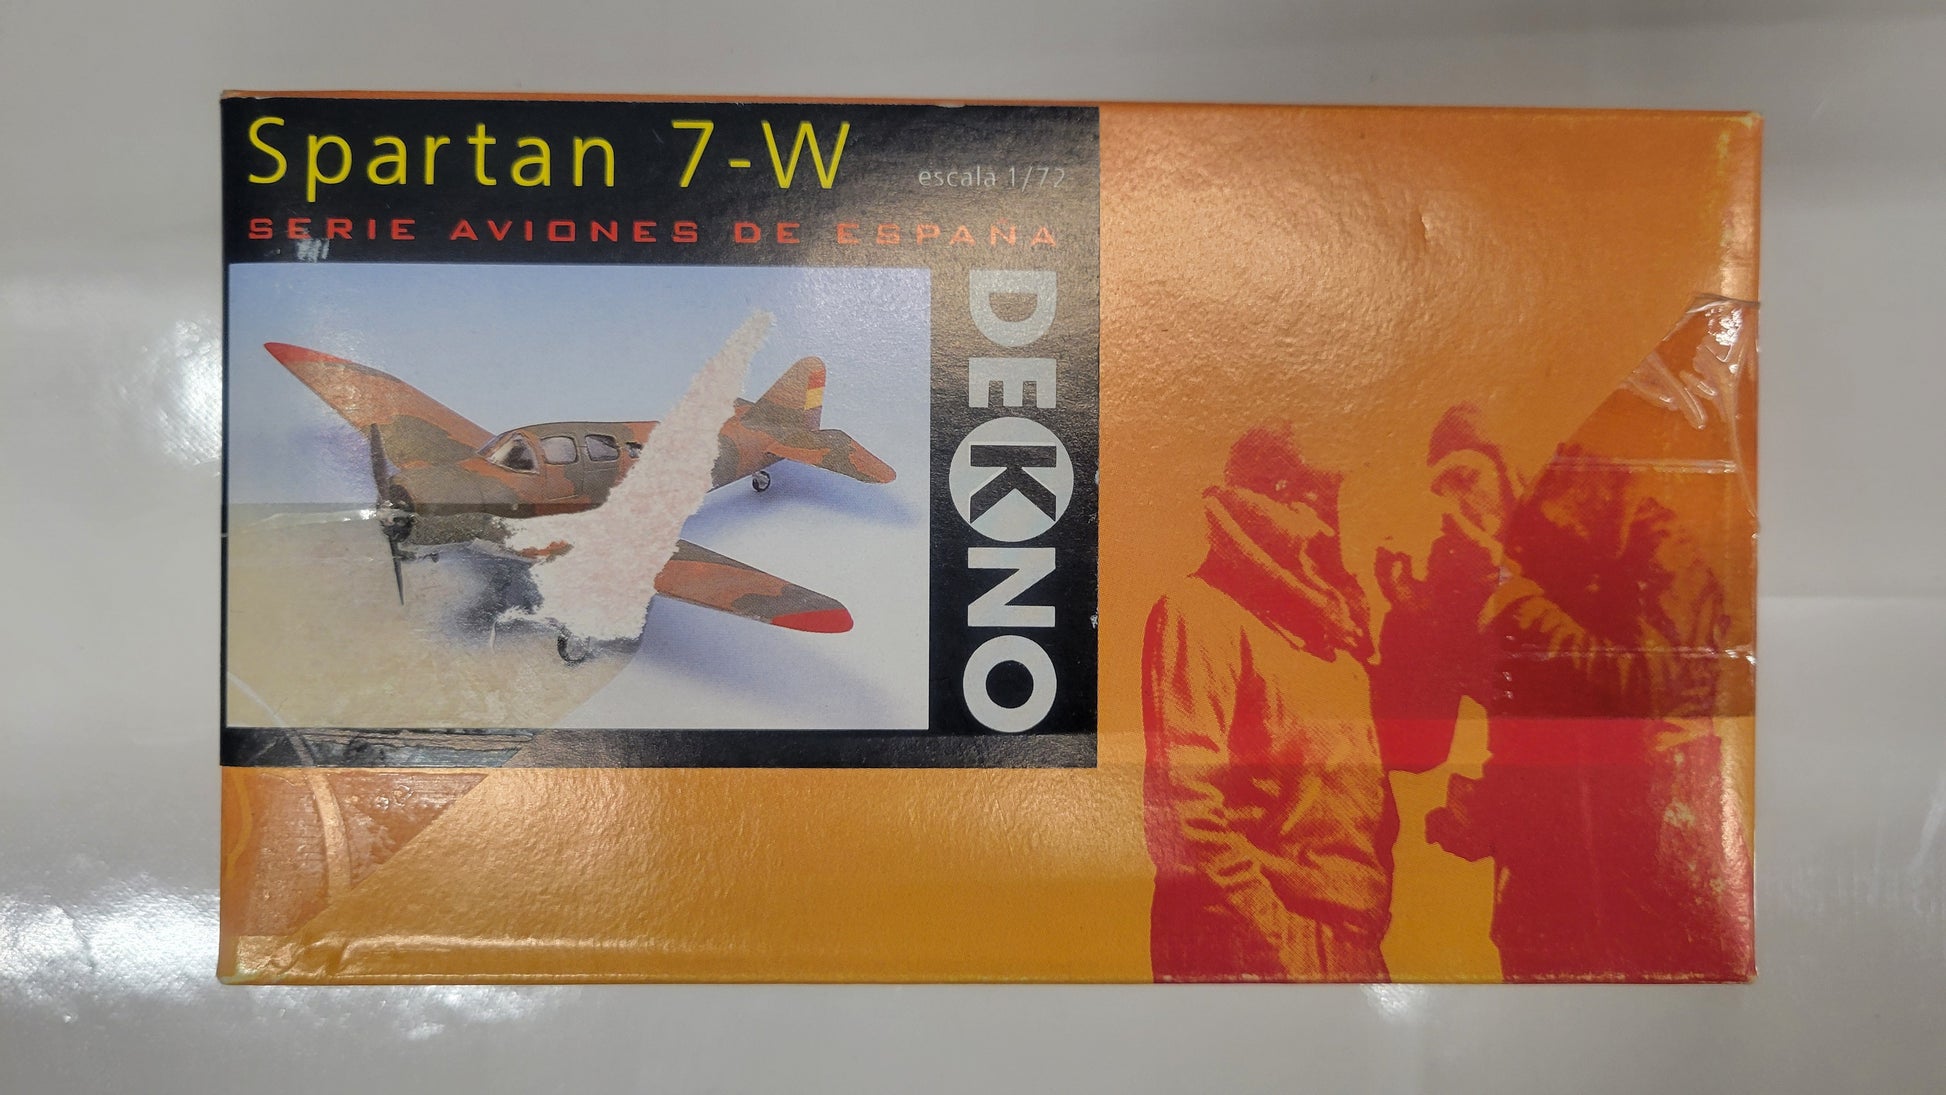 Spartan 7-W
escala 1/72
SERIE AVIONES DE ESPAÑA
DEKNO